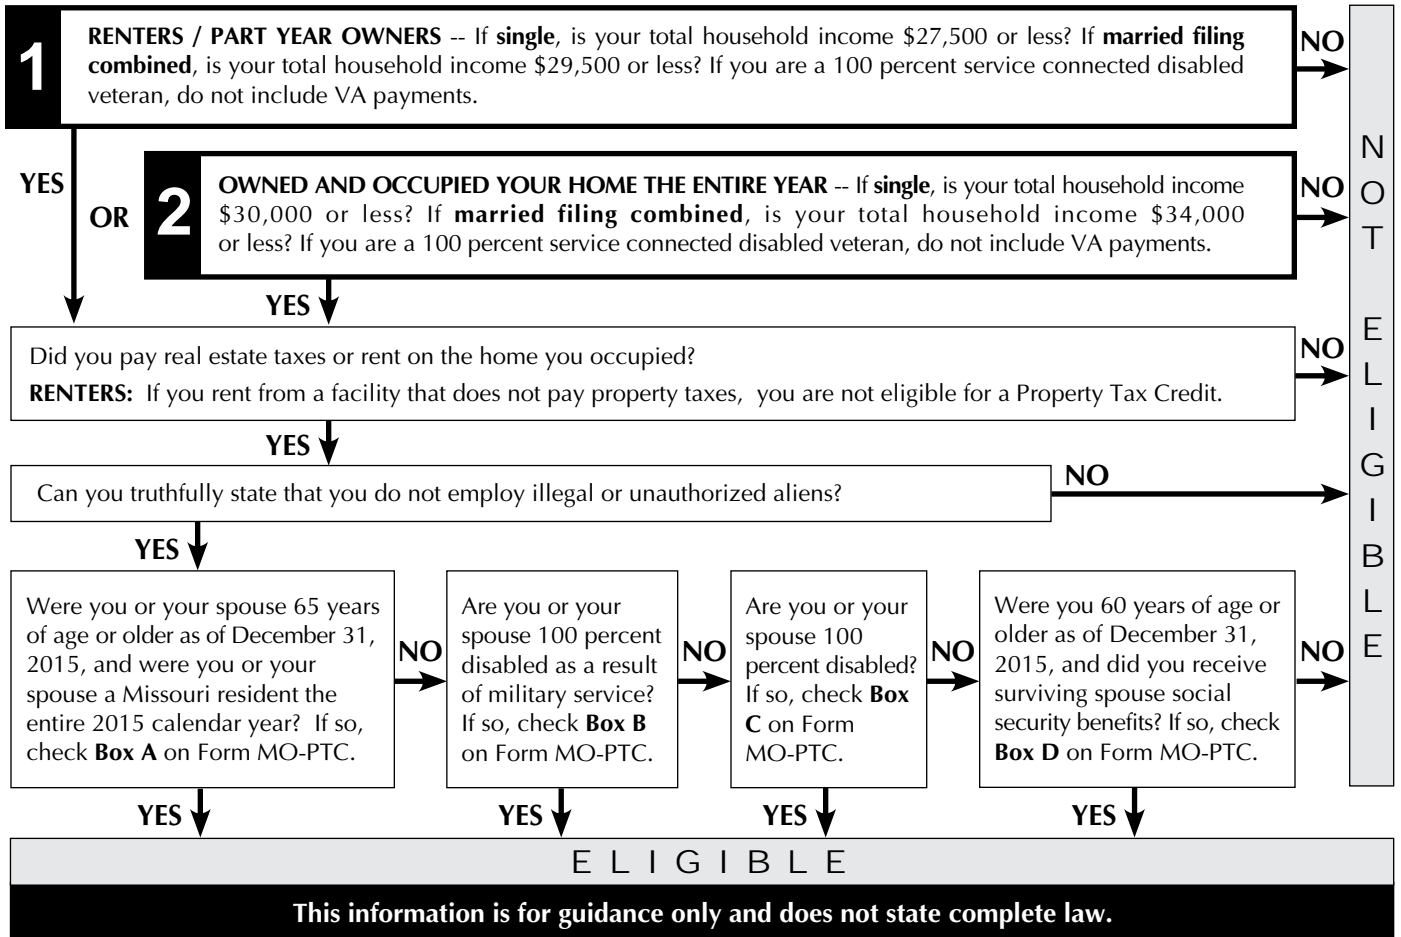 1
RENTERS / PART YEAR OWNERS -- If single, is your total household income $27,500 or less? If married filing
combined, is your total household income $29,500 or less? If you are a 100 percent service connected disabled
veteran, do not include VA payments.
NO
YES
OR
2
OWNED AND OCCUPIED YOUR HOME THE ENTIRE YEAR -- If single, is your total household income
$30,000 or less? If married filing combined, is your total household income $34,000
or less? If you are a 100 percent service connected disabled veteran, do not include VA payments.
NO
YES
Did you pay real estate taxes or rent on the home you occupied?
RENTERS: If you rent from a facility that does not pay property taxes, you are not eligible for a Property Tax Credit.
NO
YES
Can you truthfully state that you do not employ illegal or unauthorized aliens?
NO
YES
Were you or your spouse 65 years
of age or older as of December 31,
2015, and were you or your
spouse a Missouri resident the
entire 2015 calendar year? If so,
check Box A on Form MO-PTC.
NO
Are you or your
spouse 100 percent
disabled as a result
of military service?
If so, check Box B
on Form MO-PTC.
NO
Are you or your
spouse 100
percent disabled?
If so, check Box
C on Form
MO-PTC.
NO
Were you 60 years of age or
older as of December 31,
2015, and did you receive
surviving spouse social
security benefits? If so, check
Box D on Form MO-PTC.
NO
NOT ELIGIBLE
YES
YES
YES
YES
ELIGIBLE
This information is for guidance only and does not state complete law.